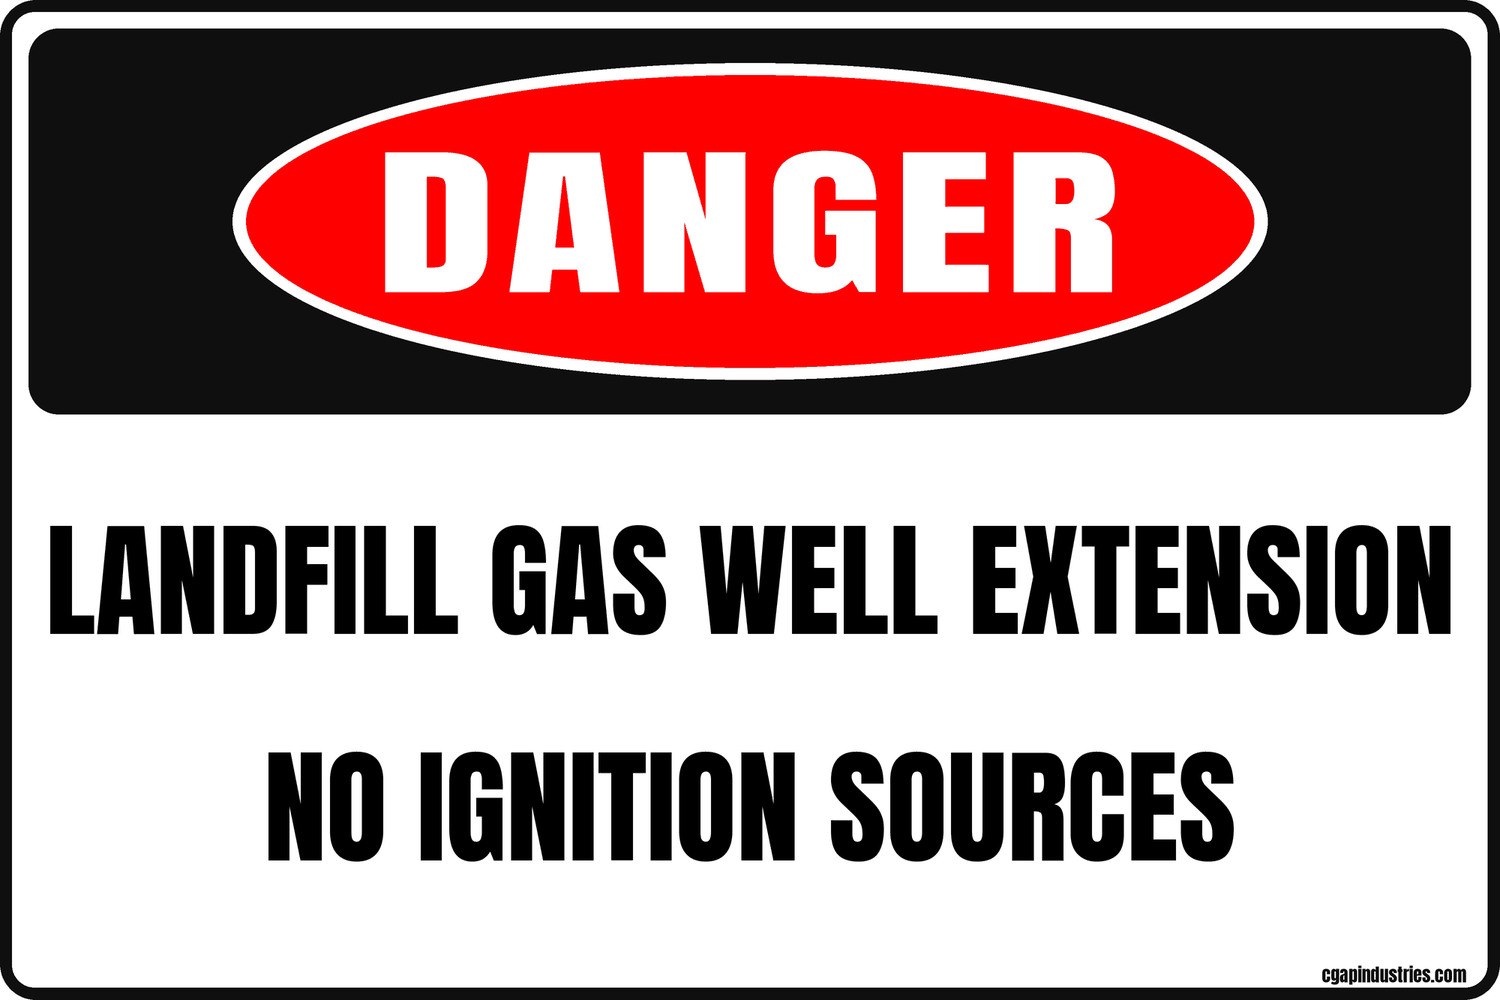 DANGER
LANDFILL GAS WELL EXTENSION
NO IGNITION SOURCES
cgapindustries.com